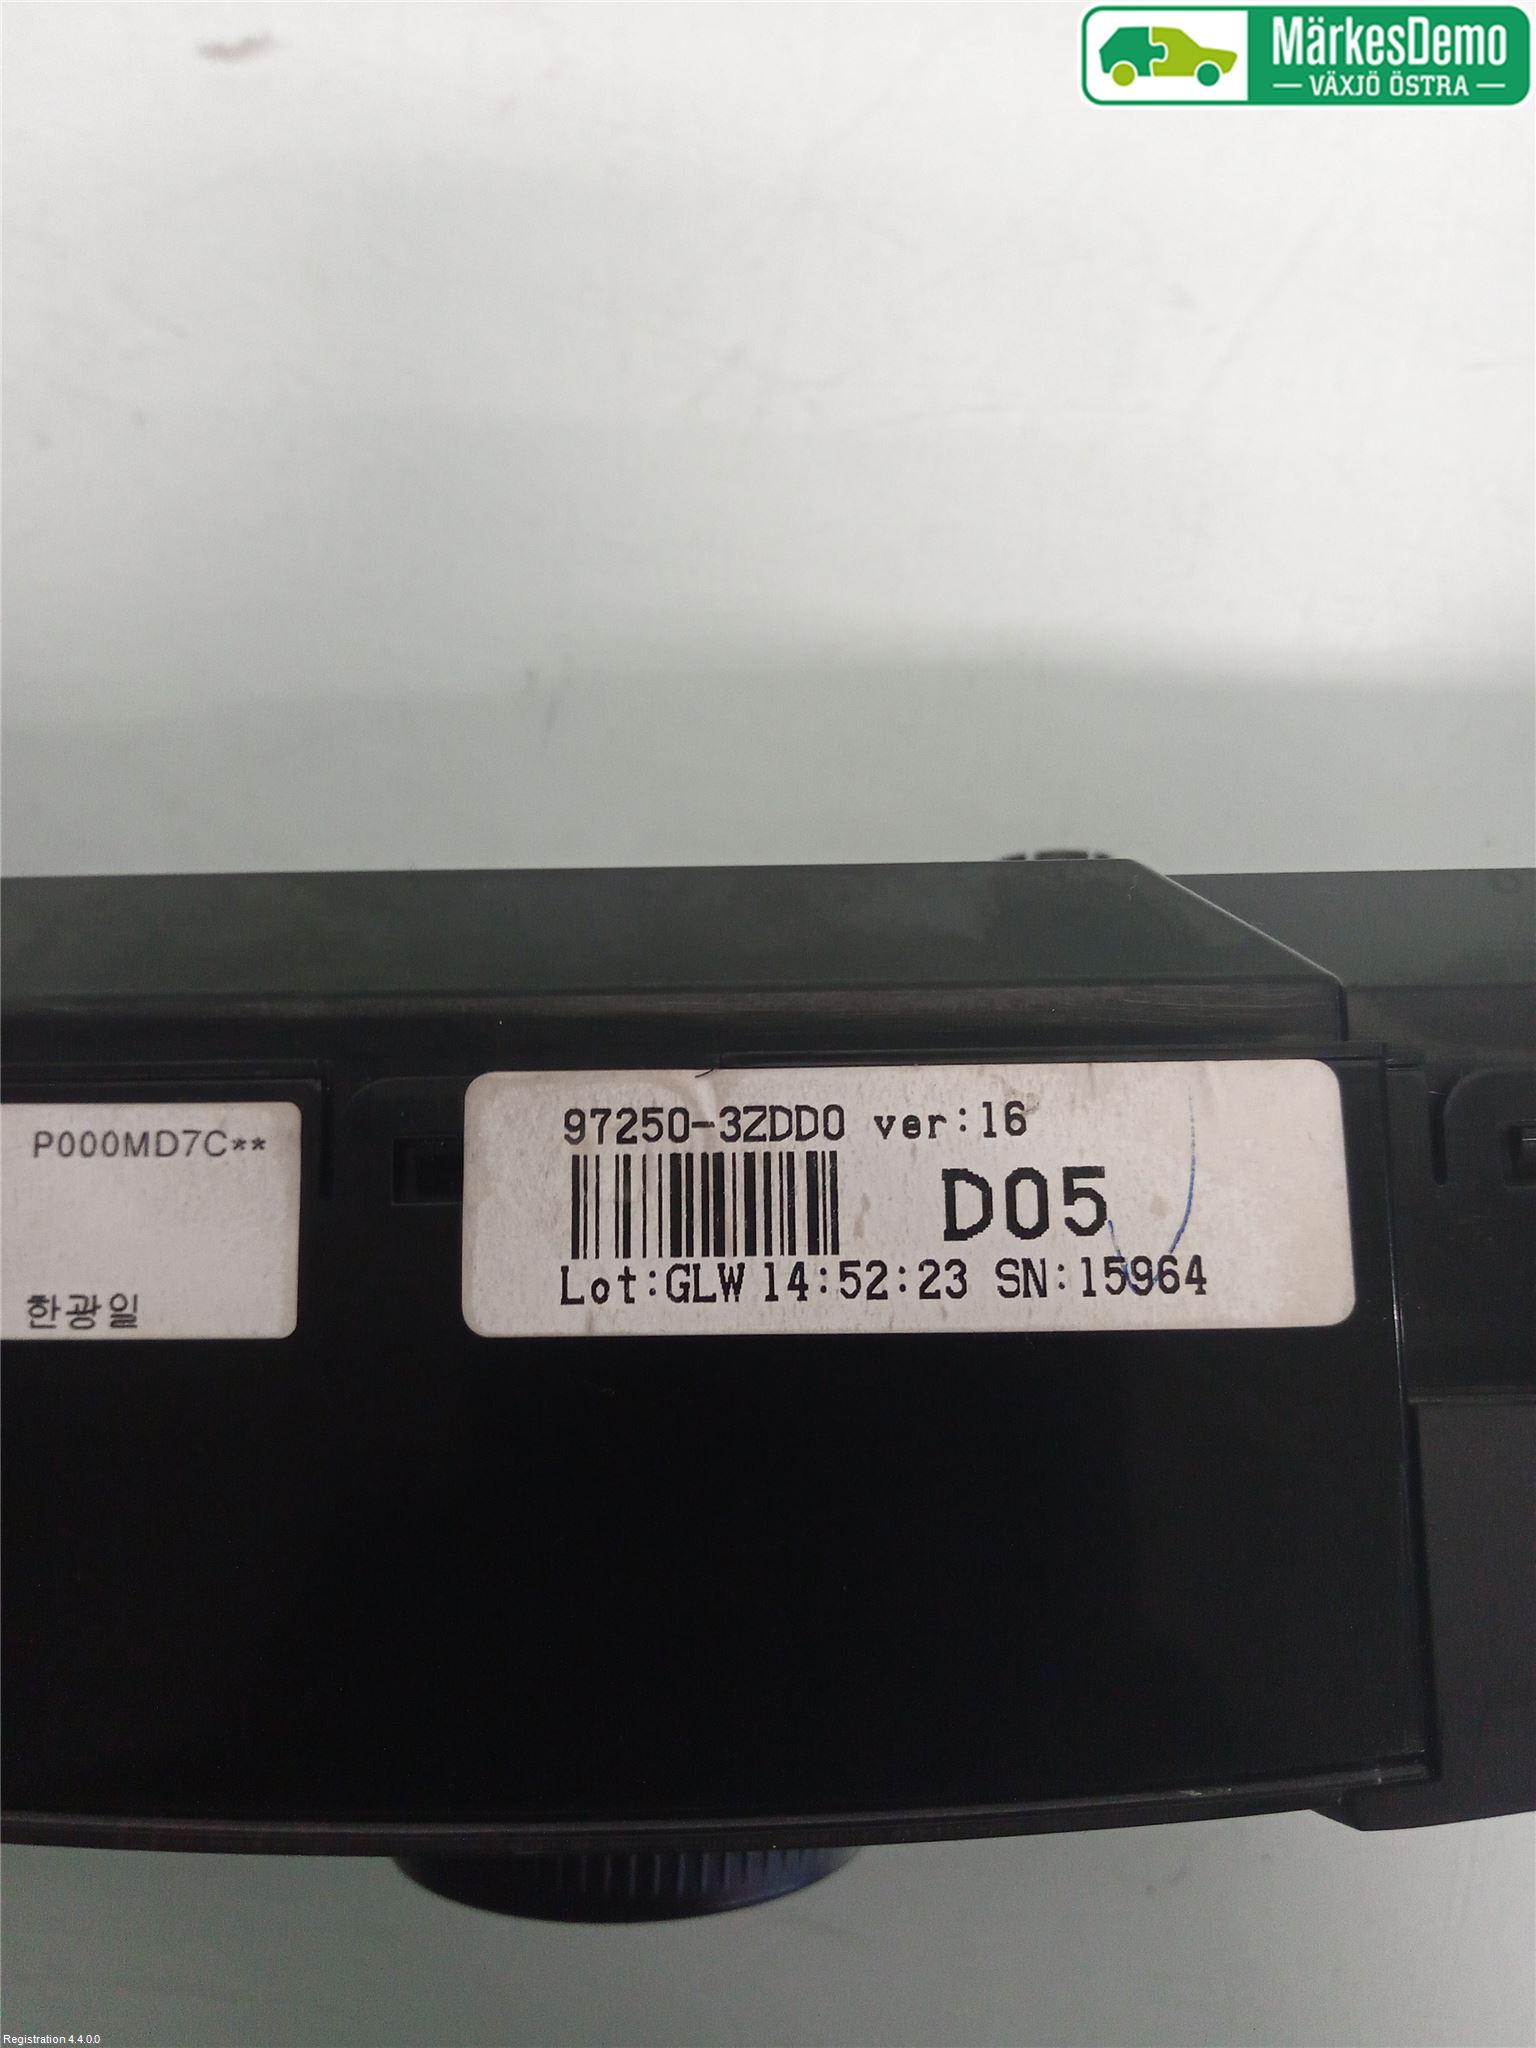 MärkesDemo
VÄXJÖ ÖSTRA
P000MD7C**
한광일
97250-3ZDD0 ver:16
D05
Lot:GLW 14:52:23 SN:15964
Registration 4.4.0.0